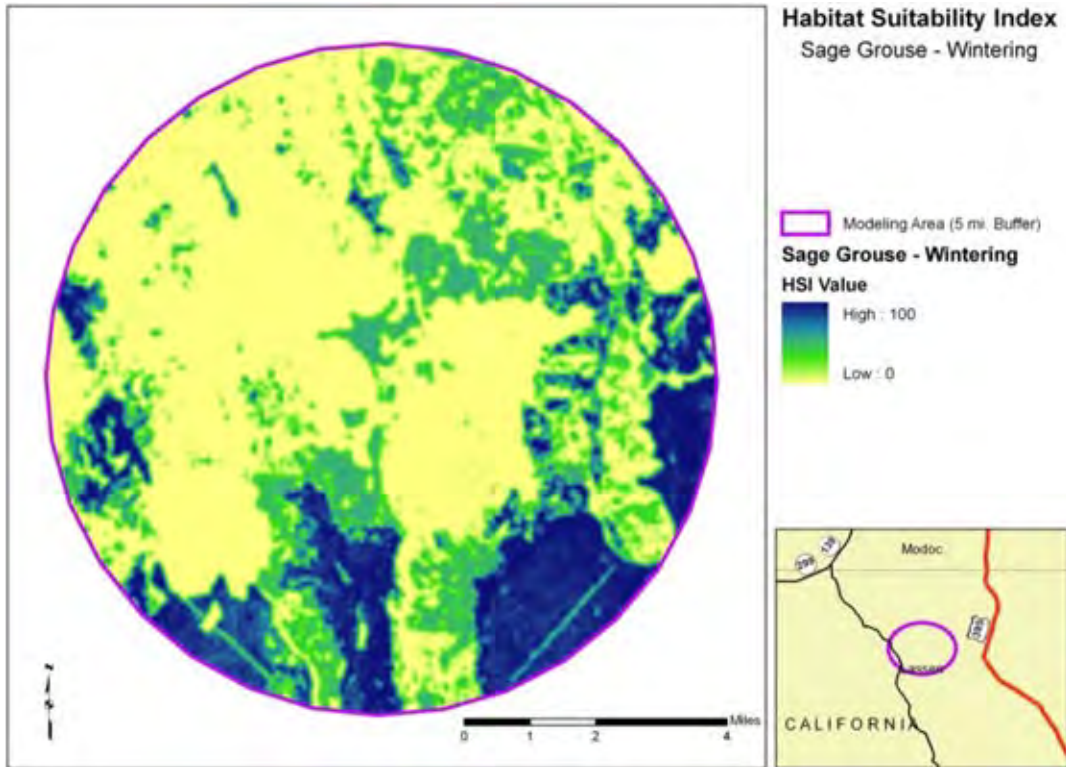 Habitat Suitability Index
Sage Grouse - Wintering
Modeling Area (5 mi. Buffer)
Sage Grouse - Wintering
HSI Value
High : 100
Low : 0
Miles
0 1 2 4
139
299
Modoc
395
Lassen
CALIFORNIA